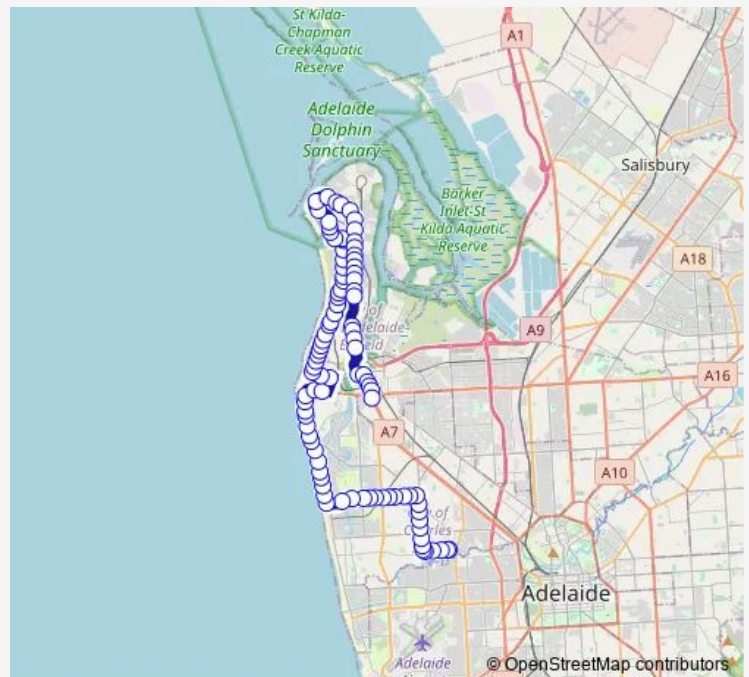 St Kilda-
Chapman
Creek Aquatic
Reserve
A1
Adelaide
Dolphin
Sanctuary
Salisbury
Barker
Inlet-St
Kilda Aquatic
Reserve
A18
A9
A16
A7
A10
Adelaide
Adelaide
© OpenStreetMap contributors